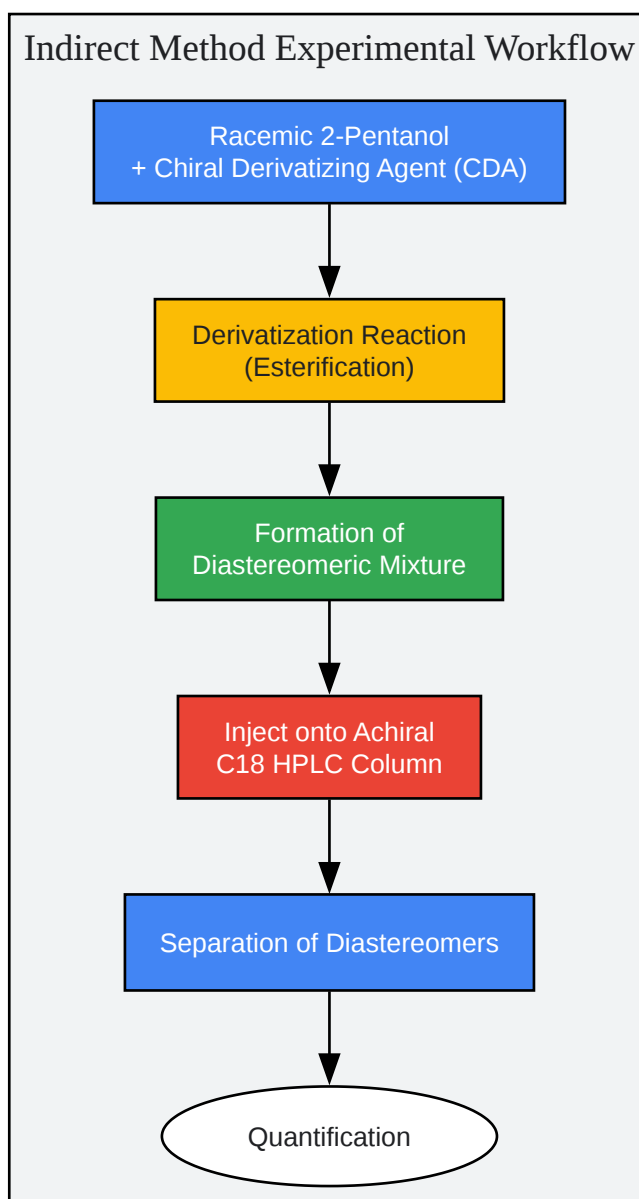 Indirect Method Experimental Workflow
Racemic 2-Pentanol
+ Chiral Derivatizing Agent (CDA)
Derivatization Reaction
(Esterification)
Formation of
Diastereomeric Mixture
Inject onto Achiral
C18 HPLC Column
Separation of Diastereomers
Quantification